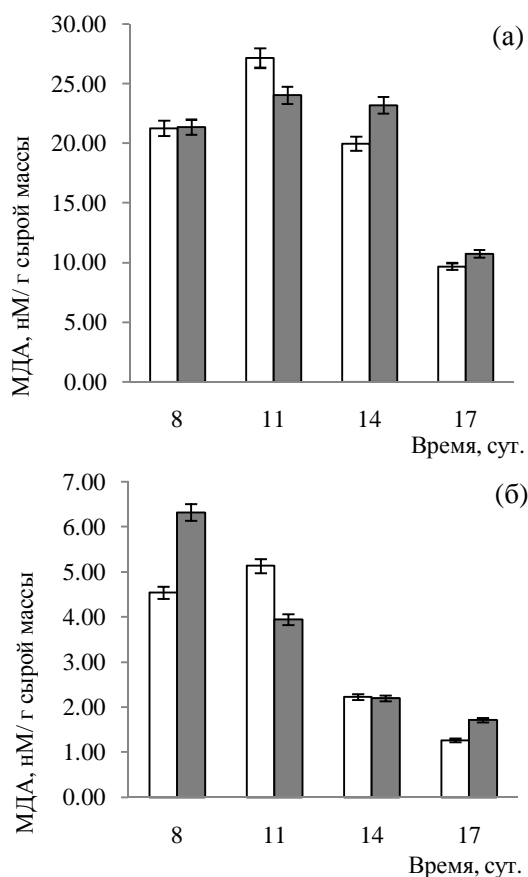 (а)
МДА, нМ/ г сырой массы
30.00
25.00
20.00
15.00
10.00
5.00
0.00
8 11 14 17
Время, сут.
(б)
МДА, нМ/ г сырой массы
7.00
6.00
5.00
4.00
3.00
2.00
1.00
0.00
8 11 14 17
Время, сут.